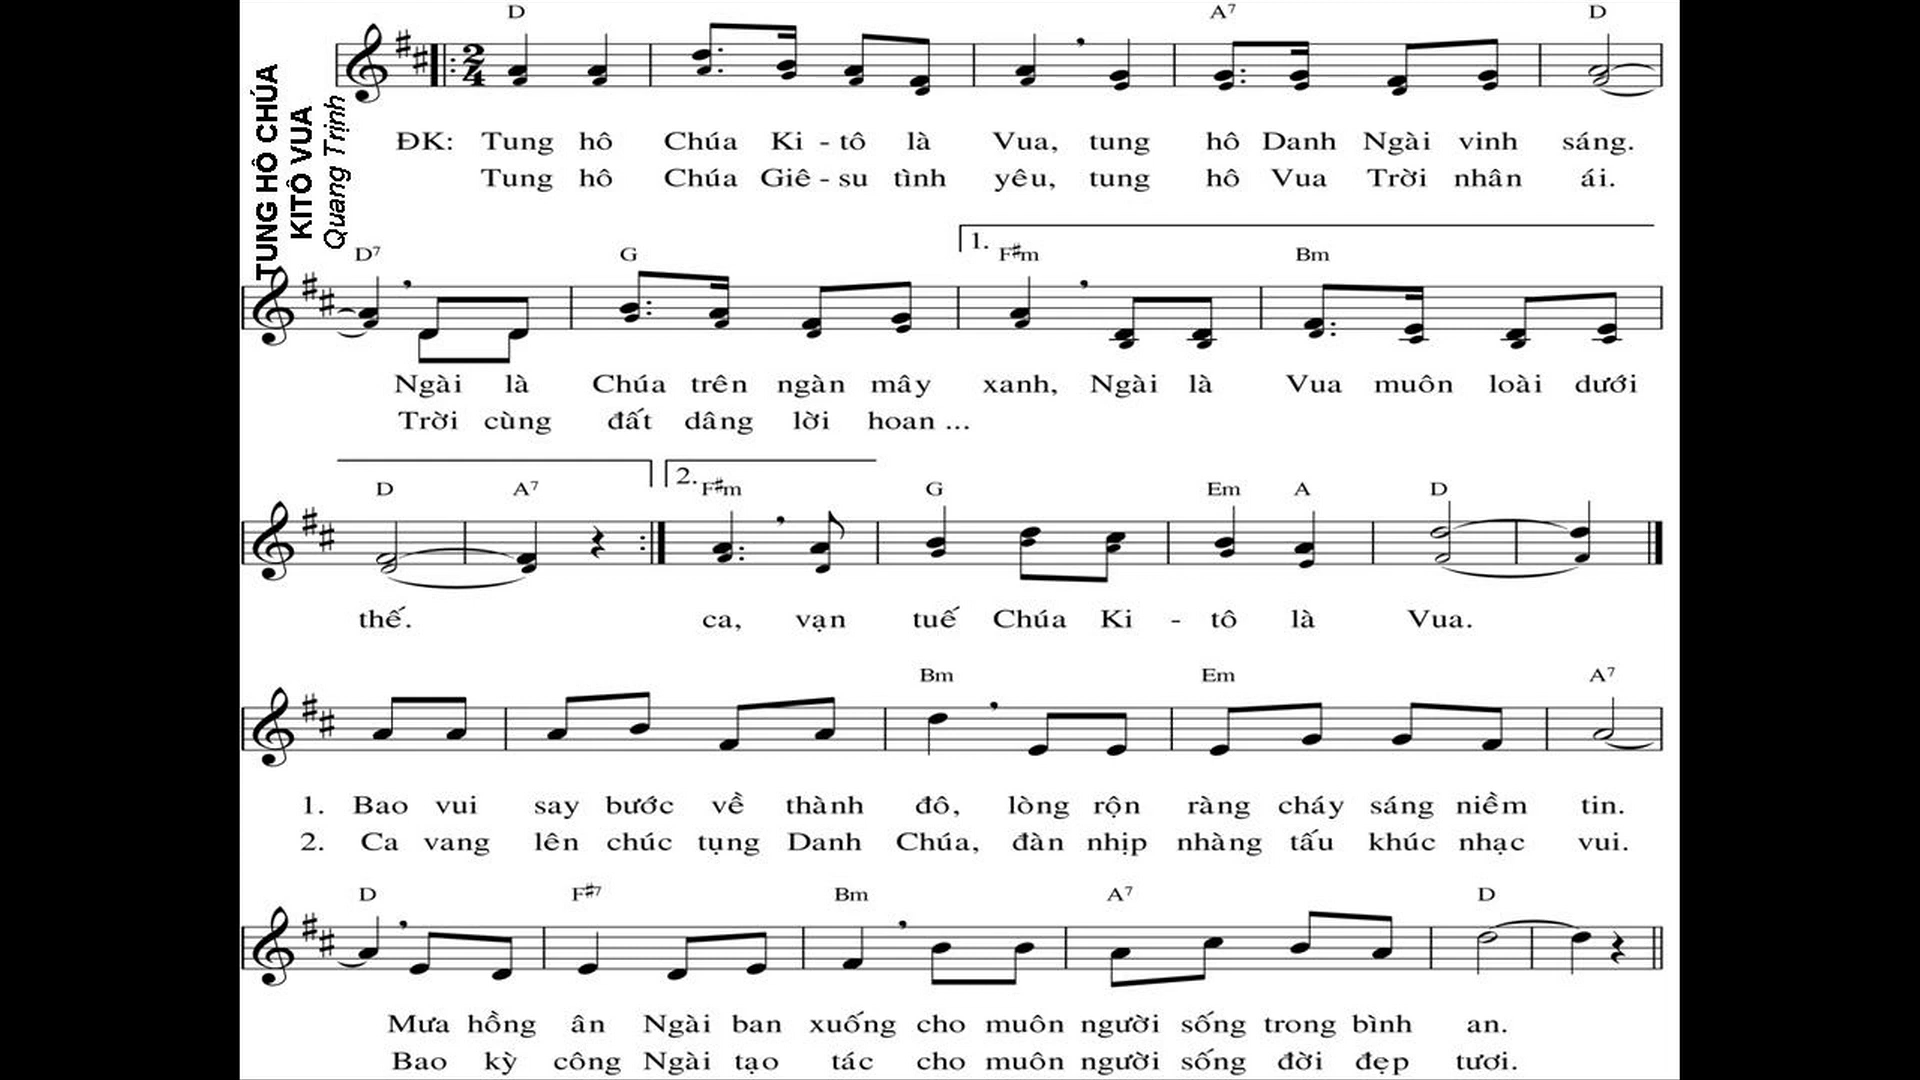 TUNG HÔ CHÚA
KITÔ VUA
Quang Trịnh
D A7 D
ĐK: Tung hô Chúa Ki - tô là Vua, tung hô Danh Ngài vinh sáng.
Tung hô Chúa Giê - su tình yêu, tung hô Vua Trời nhân ái.
D7 G 1. F#m Bm
Ngài là Chúa trên ngàn mây xanh, Ngài là Vua muôn loài dưới
Trời cùng đất dâng lời hoan ...
D A7 2. F#m G Em A D
thế. ca, vạn tuế Chúa Ki - tô là Vua.
Bm Em A7
1. Bao vui say bước về thành đô, lòng rộn ràng cháy sáng niềm tin.
2. Ca vang lên chúc tụng Danh Chúa, đàn nhịp nhàng tấu khúc nhạc vui.
D F#7 Bm A7 D
Mưa hồng ân Ngài ban xuống cho muôn người sống trong bình an.
Bao kỳ công Ngài tạo tác cho muôn người sống đời đẹp tươi.